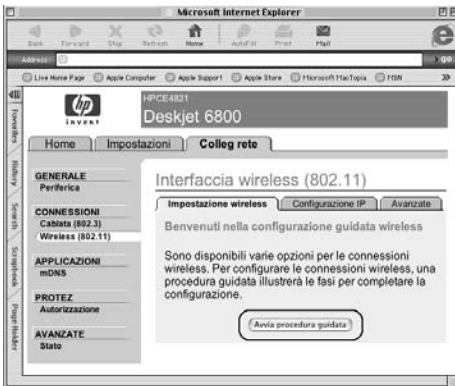 Microsoft Internet Explorer
Back Forward Stop Refresh Home AutoFill Print Mail
Address go
Live Home Page Apple Computer Apple Support Apple Store Microsoft MacTopia MSN
Favorites
History
Search
Scrapbook
Page Holder
hp
invent
HPCE4821
Deskjet 6800
Home Impostazioni Colleg rete
GENERALE
Periferica
CONNESSIONI
Cablata (802.3)
Wireless (802.11)
APPLICAZIONI
mDNS
PROTEZ
Autorizzazione
AVANZATE
Stato
Interfaccia wireless (802.11)
Impostazione wireless Configurazione IP Avanzate
Benvenuti nella configurazione guidata wireless
Sono disponibili varie opzioni per le connessioni
wireless. Per configurare le connessioni wireless, una
procedura guidata illustrerà le fasi per completare la
configurazione.
Avvia procedura guidata